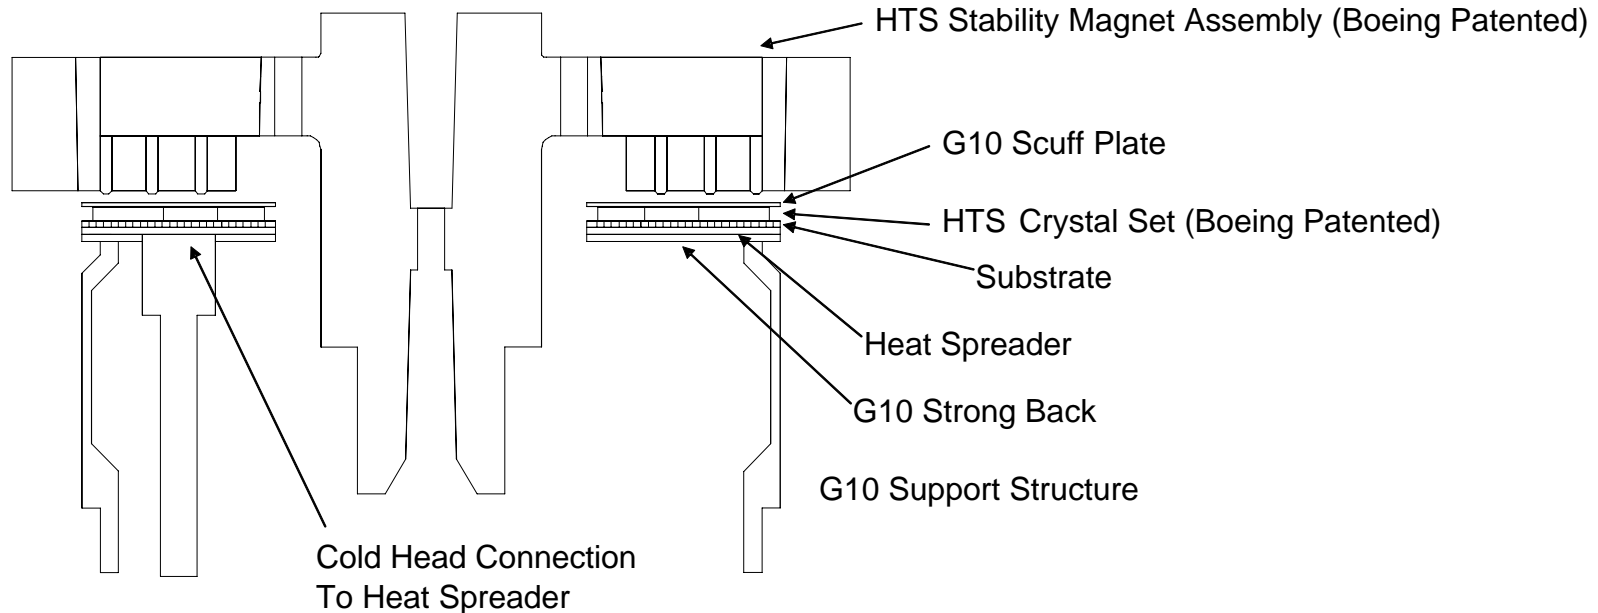 HTS Stability Magnet Assembly (Boeing Patented)
G10 Scuff Plate
HTS Crystal Set (Boeing Patented)
Substrate
Heat Spreader
G10 Strong Back
G10 Support Structure
Cold Head Connection
To Heat Spreader